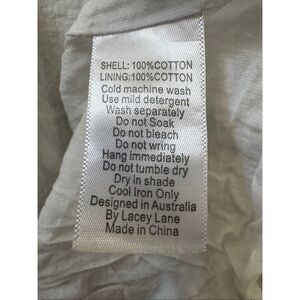 SHELL: 100%COTTON
LINING:100%COTTON
Cold machine wash
Use mild detergent
Wash separately
Do not Soak
Do not bleach
Do not wring
Hang immediately
Do not tumble dry
Dry in shade
Cool Iron Only
Designed in Australia
By Lacey Lane
Made in China